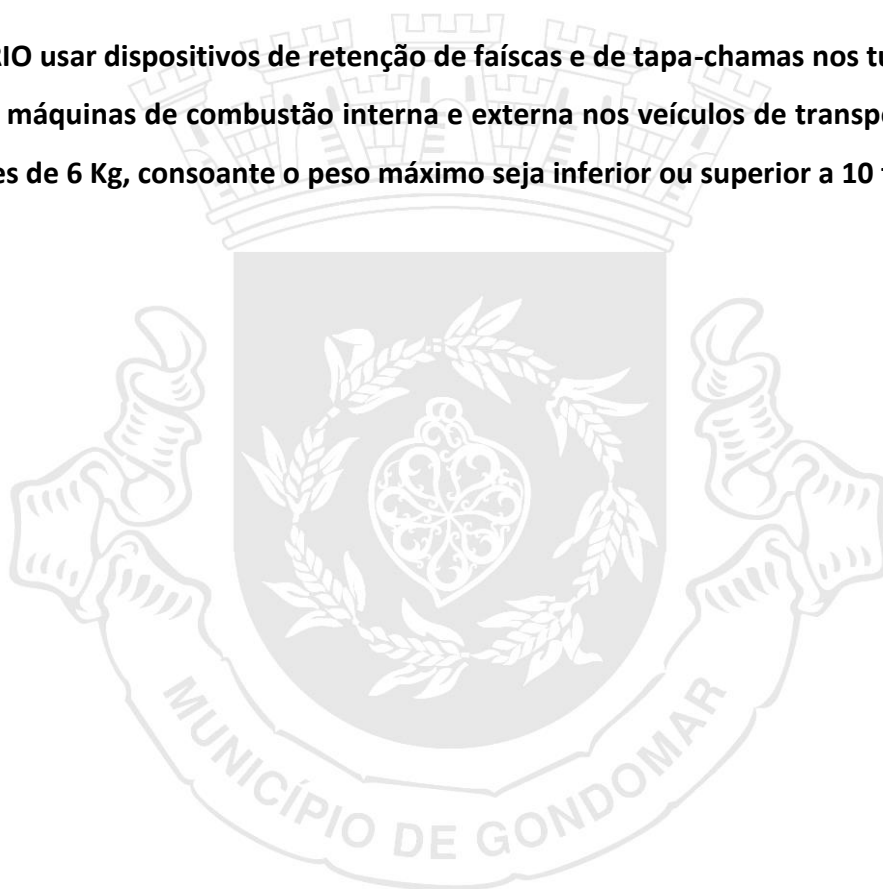 RIO usar dispositivos de retenção de faíscas e de tapa-chamas nos tu
máquinas de combustão interna e externa nos veículos de transp
es de 6 Kg, consoante o peso máximo seja inferior ou superior a 10
MUNICÍPIO DE GONDOMAR